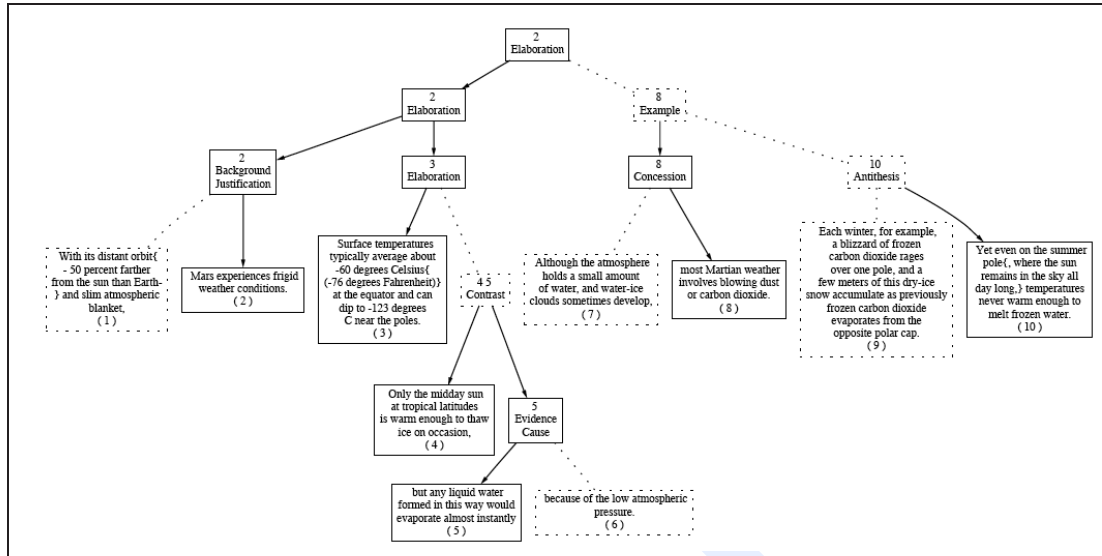 2
Elaboration
2
Elaboration
8
Example
2
Background
Justification
3
Elaboration
8
Concession
10
Antithesis
With its distant orbit{
- 50 percent farther
from the sun than Earth-
} and slim atmospheric
blanket,
( 1 )
Mars experiences frigid
weather conditions.
( 2 )
Surface temperatures
typically average about
-60 degrees Celsius{
(-76 degrees Fahrenheit)}
at the equator and can
dip to -123 degrees
C near the poles.
( 3 )
4 5
Contrast
Although the atmosphere
holds a small amount
of water, and water-ice
clouds sometimes develop,
( 7 )
most Martian weather
involves blowing dust
or carbon dioxide.
( 8 )
Each winter, for example,
a blizzard of frozen
carbon dioxide rages
over one pole, and a
few meters of this dry-ice
snow accumulate as previously
frozen carbon dioxide
evaporates from the
opposite polar cap.
( 9 )
Yet even on the summer
pole{, where the sun
remains in the sky all
day long,} temperatures
never warm enough to
melt frozen water.
( 10 )
Only the midday sun
at tropical latitudes
is warm enough to thaw
ice on occasion,
( 4 )
5
Evidence
Cause
but any liquid water
formed in this way would
evaporate almost instantly
( 5 )
because of the low atmospheric
pressure.
( 6 )